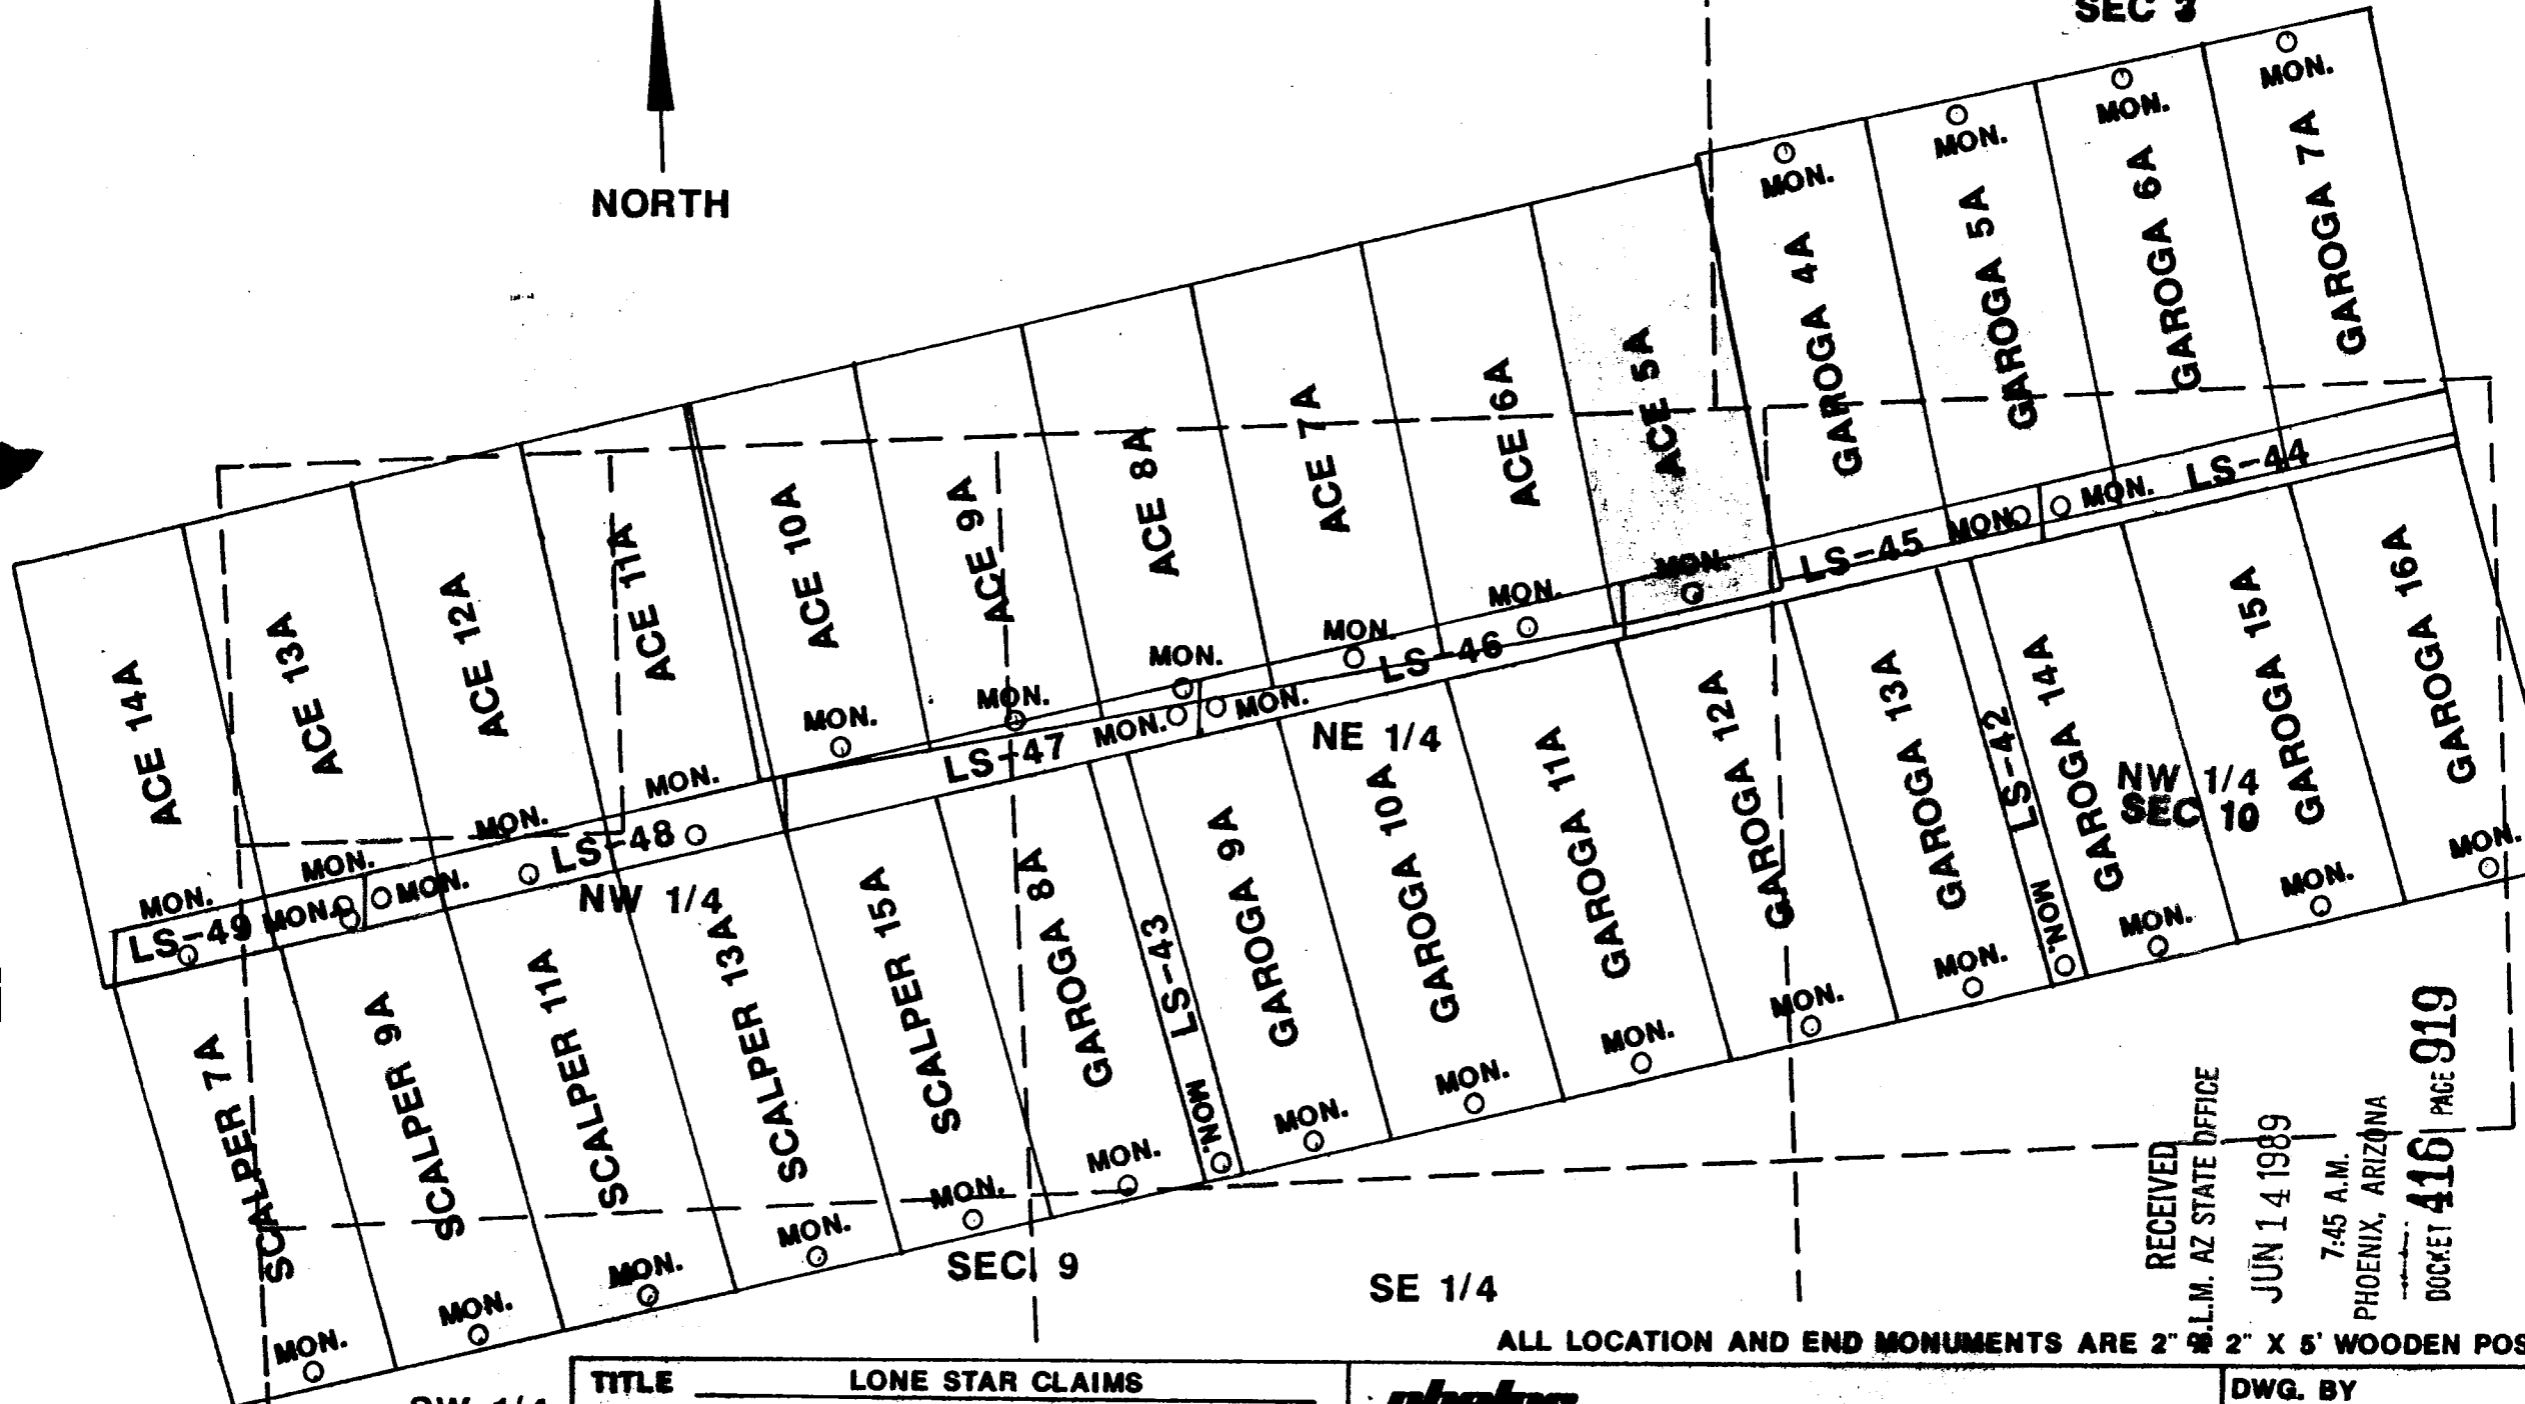 SEC 3
NORTH
MON.
MON.
MON.
MON.
GAROGA 4A
GAROGA 5A
GAROGA 6A
GAROGA 7A
ACE 14A
ACE 13A
ACE 12A
ACE 11A
ACE 10A
ACE 9A
ACE 8A
ACE 7A
ACE 6A
ACE 5A
MON.
MON.
MON.
MON.
MON.
MON.
MON.
MON.
MON.
MON.
LS-49 MON.
MON. LS-48
LS-47 MON.
MON. LS-46
LS-45 MON.
MON. LS-44
NW 1/4
NE 1/4
NW 1/4
SEC 10
SCALPER 7A
SCALPER 9A
SCALPER 11A
SCALPER 13A
SCALPER 15A
GAROGA 8A
LS-43
MON.
GAROGA 9A
GAROGA 10A
GAROGA 11A
GAROGA 12A
GAROGA 13A
LS-42
MON.
GAROGA 14A
GAROGA 15A
GAROGA 16A
MON.
MON.
MON.
MON.
MON.
MON.
MON.
MON.
MON.
MON.
MON.
MON.
MON.
MON.
SEC 9
SE 1/4
RECEIVED
B.L.M. AZ STATE OFFICE
JUN 14 1989
7:45 A.M.
PHOENIX, ARIZONA
DOCKET 416 PAGE 919
ALL LOCATION AND END MONUMENTS ARE 2" 2" X 5' WOODEN
TITLE LONE STAR CLAIMS
DWG. BY